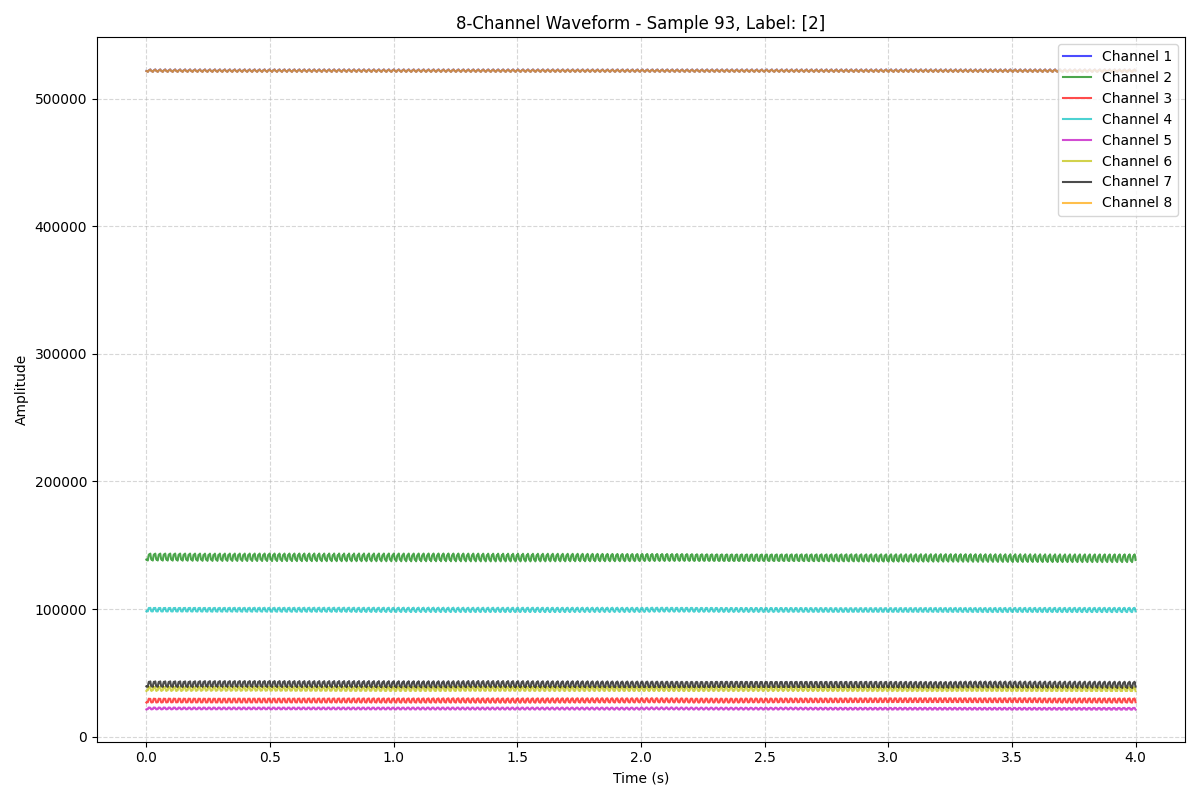 8-Channel Waveform - Sample 93, Label: [2]
Channel 1
Channel 2
Channel 3
Channel 4
Channel 5
Channel 6
Channel 7
Channel 8
Amplitude
500000
400000
300000
200000
100000
0
0.0 0.5 1.0 1.5 2.0 2.5 3.0 3.5 4.0
Time (s)